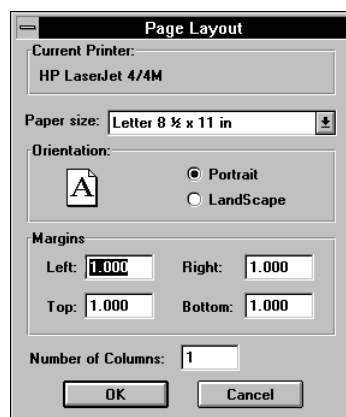 Page Layout
Current Printer:
HP LaserJet 4/4M
Paper size: Letter 8 ½ x 11 in
Orientation:
A
Portrait
LandScape
Margins
Left: 1.000 Right: 1.000
Top: 1.000 Bottom: 1.000
Number of Columns: 1
OK Cancel